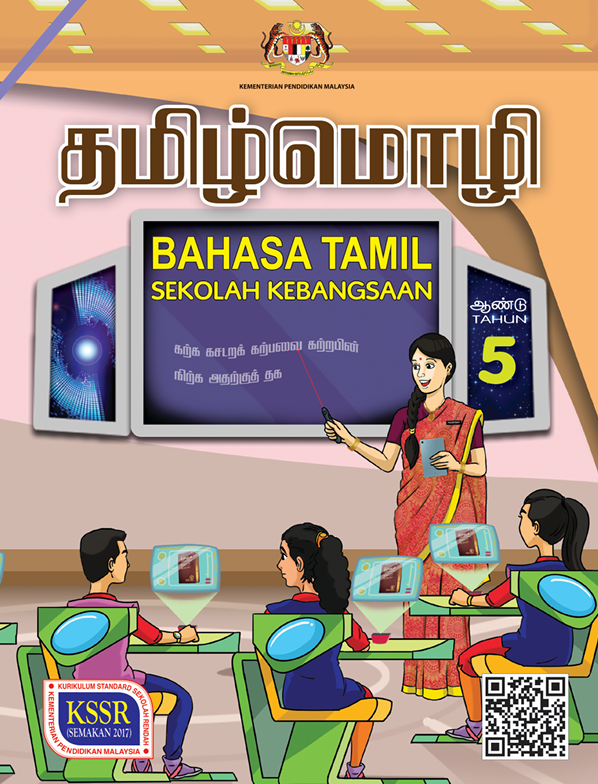 KEMENTERIAN PENDIDIKAN MALAYSIA
தமிழ்மொழி
BAHASA TAMIL
SEKOLAH KEBANGSAAN
ஆண்டு
TAHUN
5
கற்க கசடறக் கற்பவை கற்றபின்
நிற்க அதற்குத் தக
KURIKULUM STANDARD SEKOLAH RENDAH
KSSR
(SEMAKAN 2017)
KEMENTERIAN PENDIDIKAN MALAYSIA